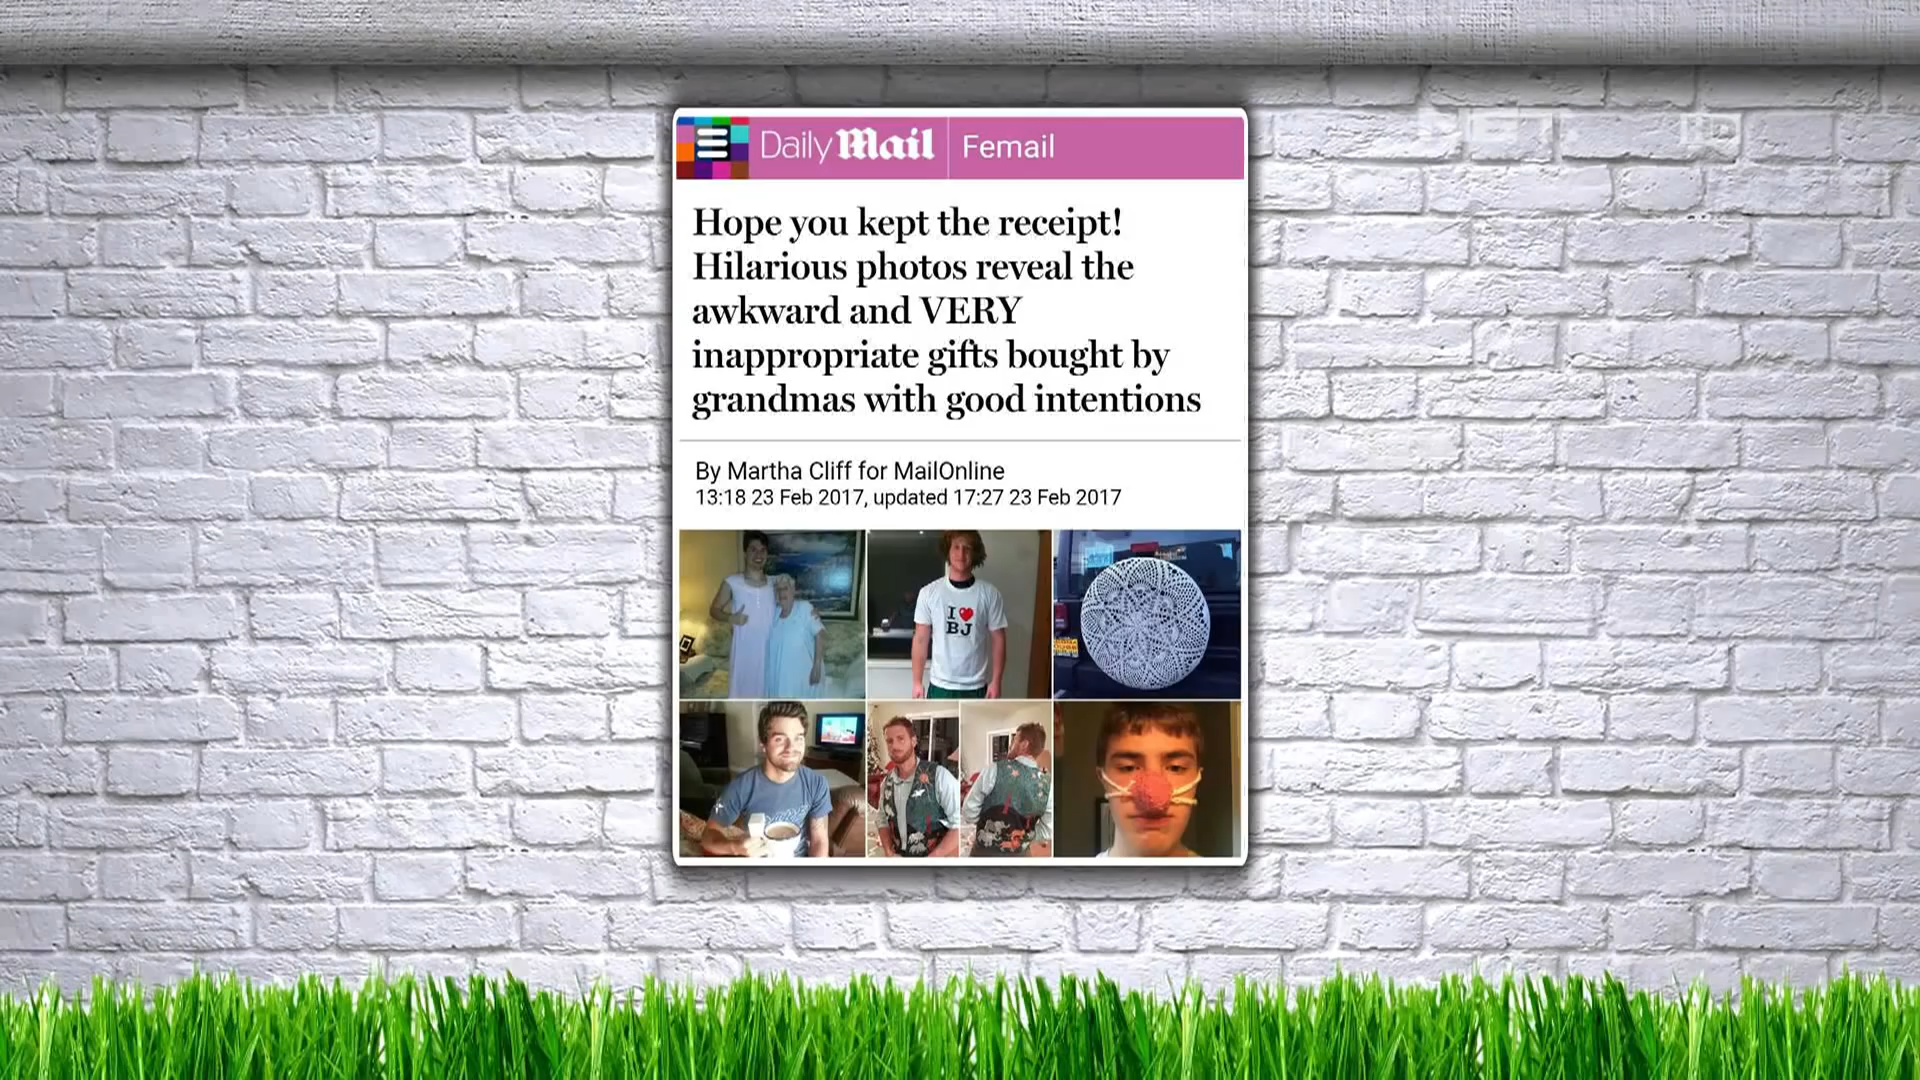 Daily Mail Femail
Hope you kept the receipt!
Hilarious photos reveal the
awkward and VERY
inappropriate gifts bought by
grandmas with good intentions
By Martha Cliff for MailOnline
13:18 23 Feb 2017, updated 17:27 23 Feb 2017
I ❤
BJ